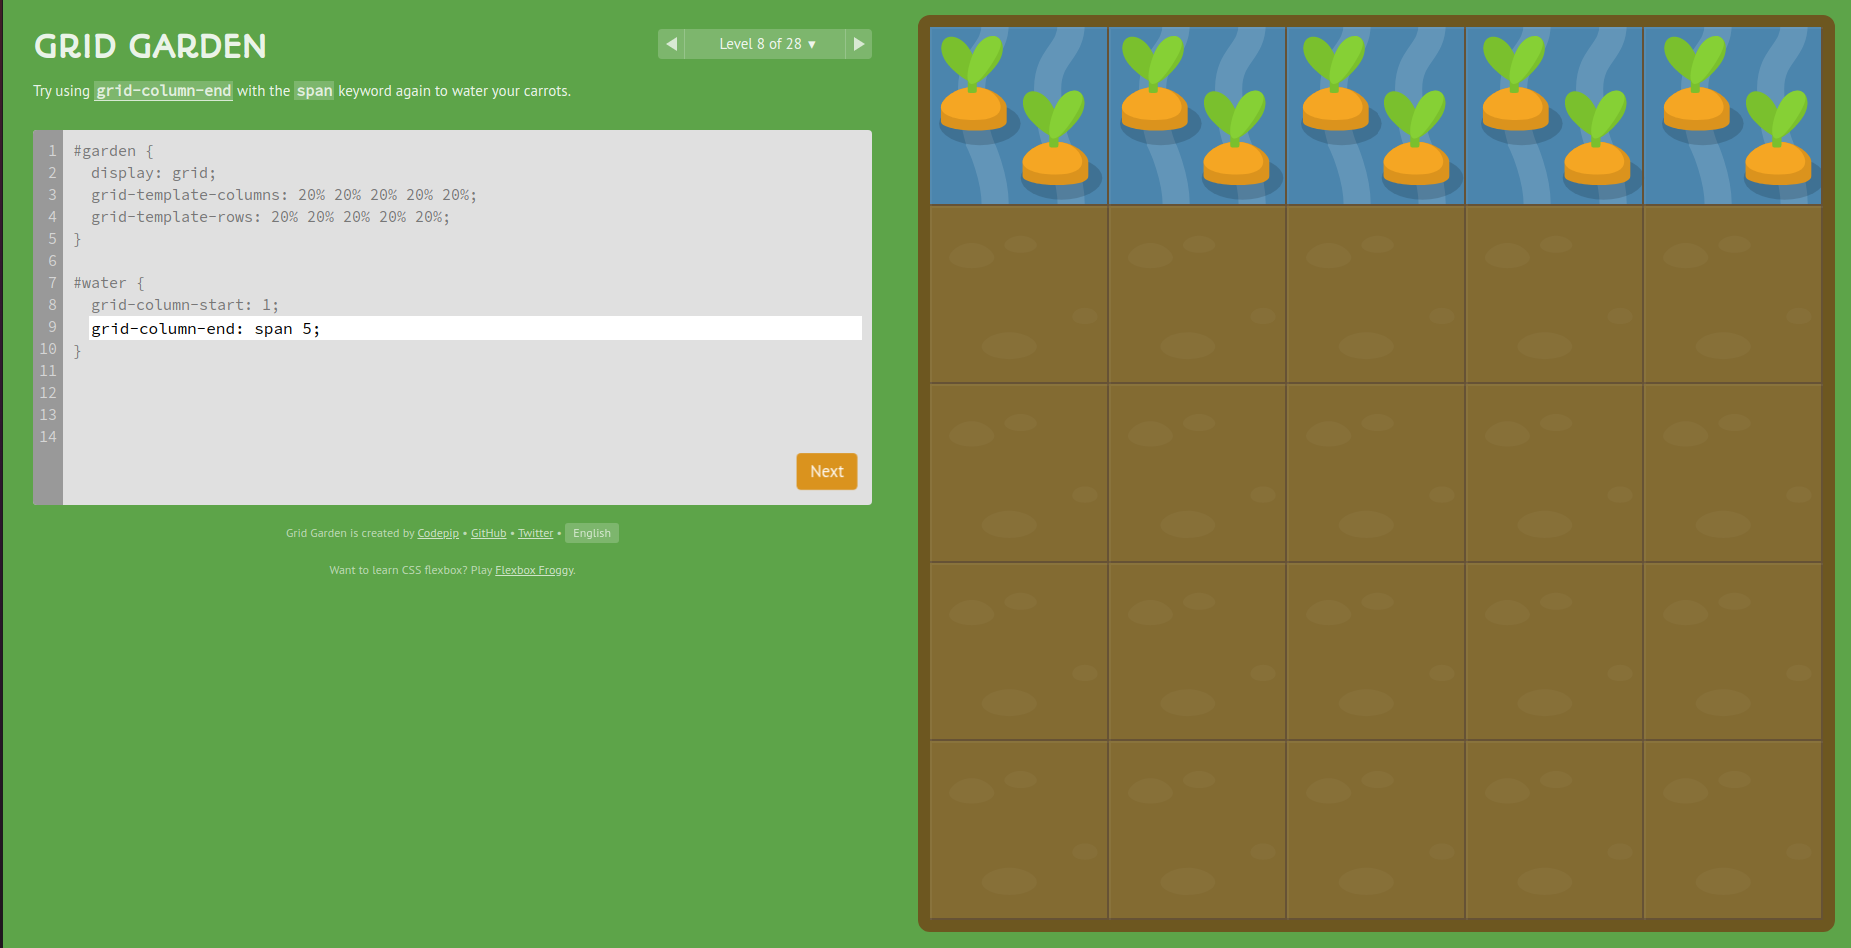 GRID GARDEN
◀ Level 8 of 28 ▾ ▶
Try using grid-column-end with the span keyword again to water your carrots.
1 #garden {
2 display: grid;
3 grid-template-columns: 20% 20% 20% 20% 20%;
4 grid-template-rows: 20% 20% 20% 20% 20%;
5 }
6
7 #water {
8 grid-column-start: 1;
9 grid-column-end: span 5;
10 }
11
12
13
14
Next
Grid Garden is created by Codepip • GitHub • Twitter • English
Want to learn CSS flexbox? Play Flexbox Froggy.